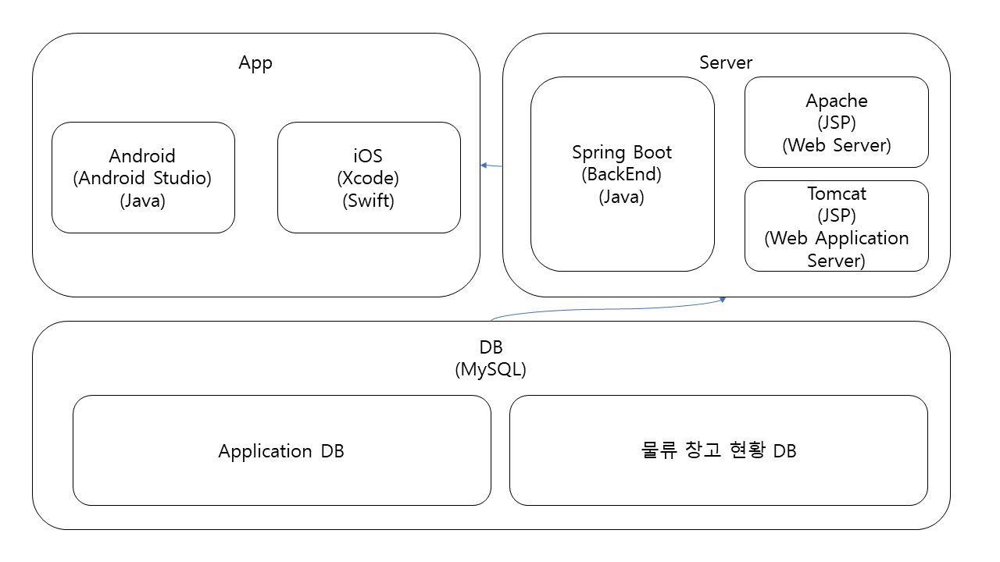 App
Android
(Android Studio)
(Java)
iOS
(Xcode)
(Swift)
Server
Spring Boot
(BackEnd)
(Java)
Apache
(JSP)
(Web Server)
Tomcat
(JSP)
(Web Application
Server)
DB
(MySQL)
Application DB
물류 창고 현황 DB